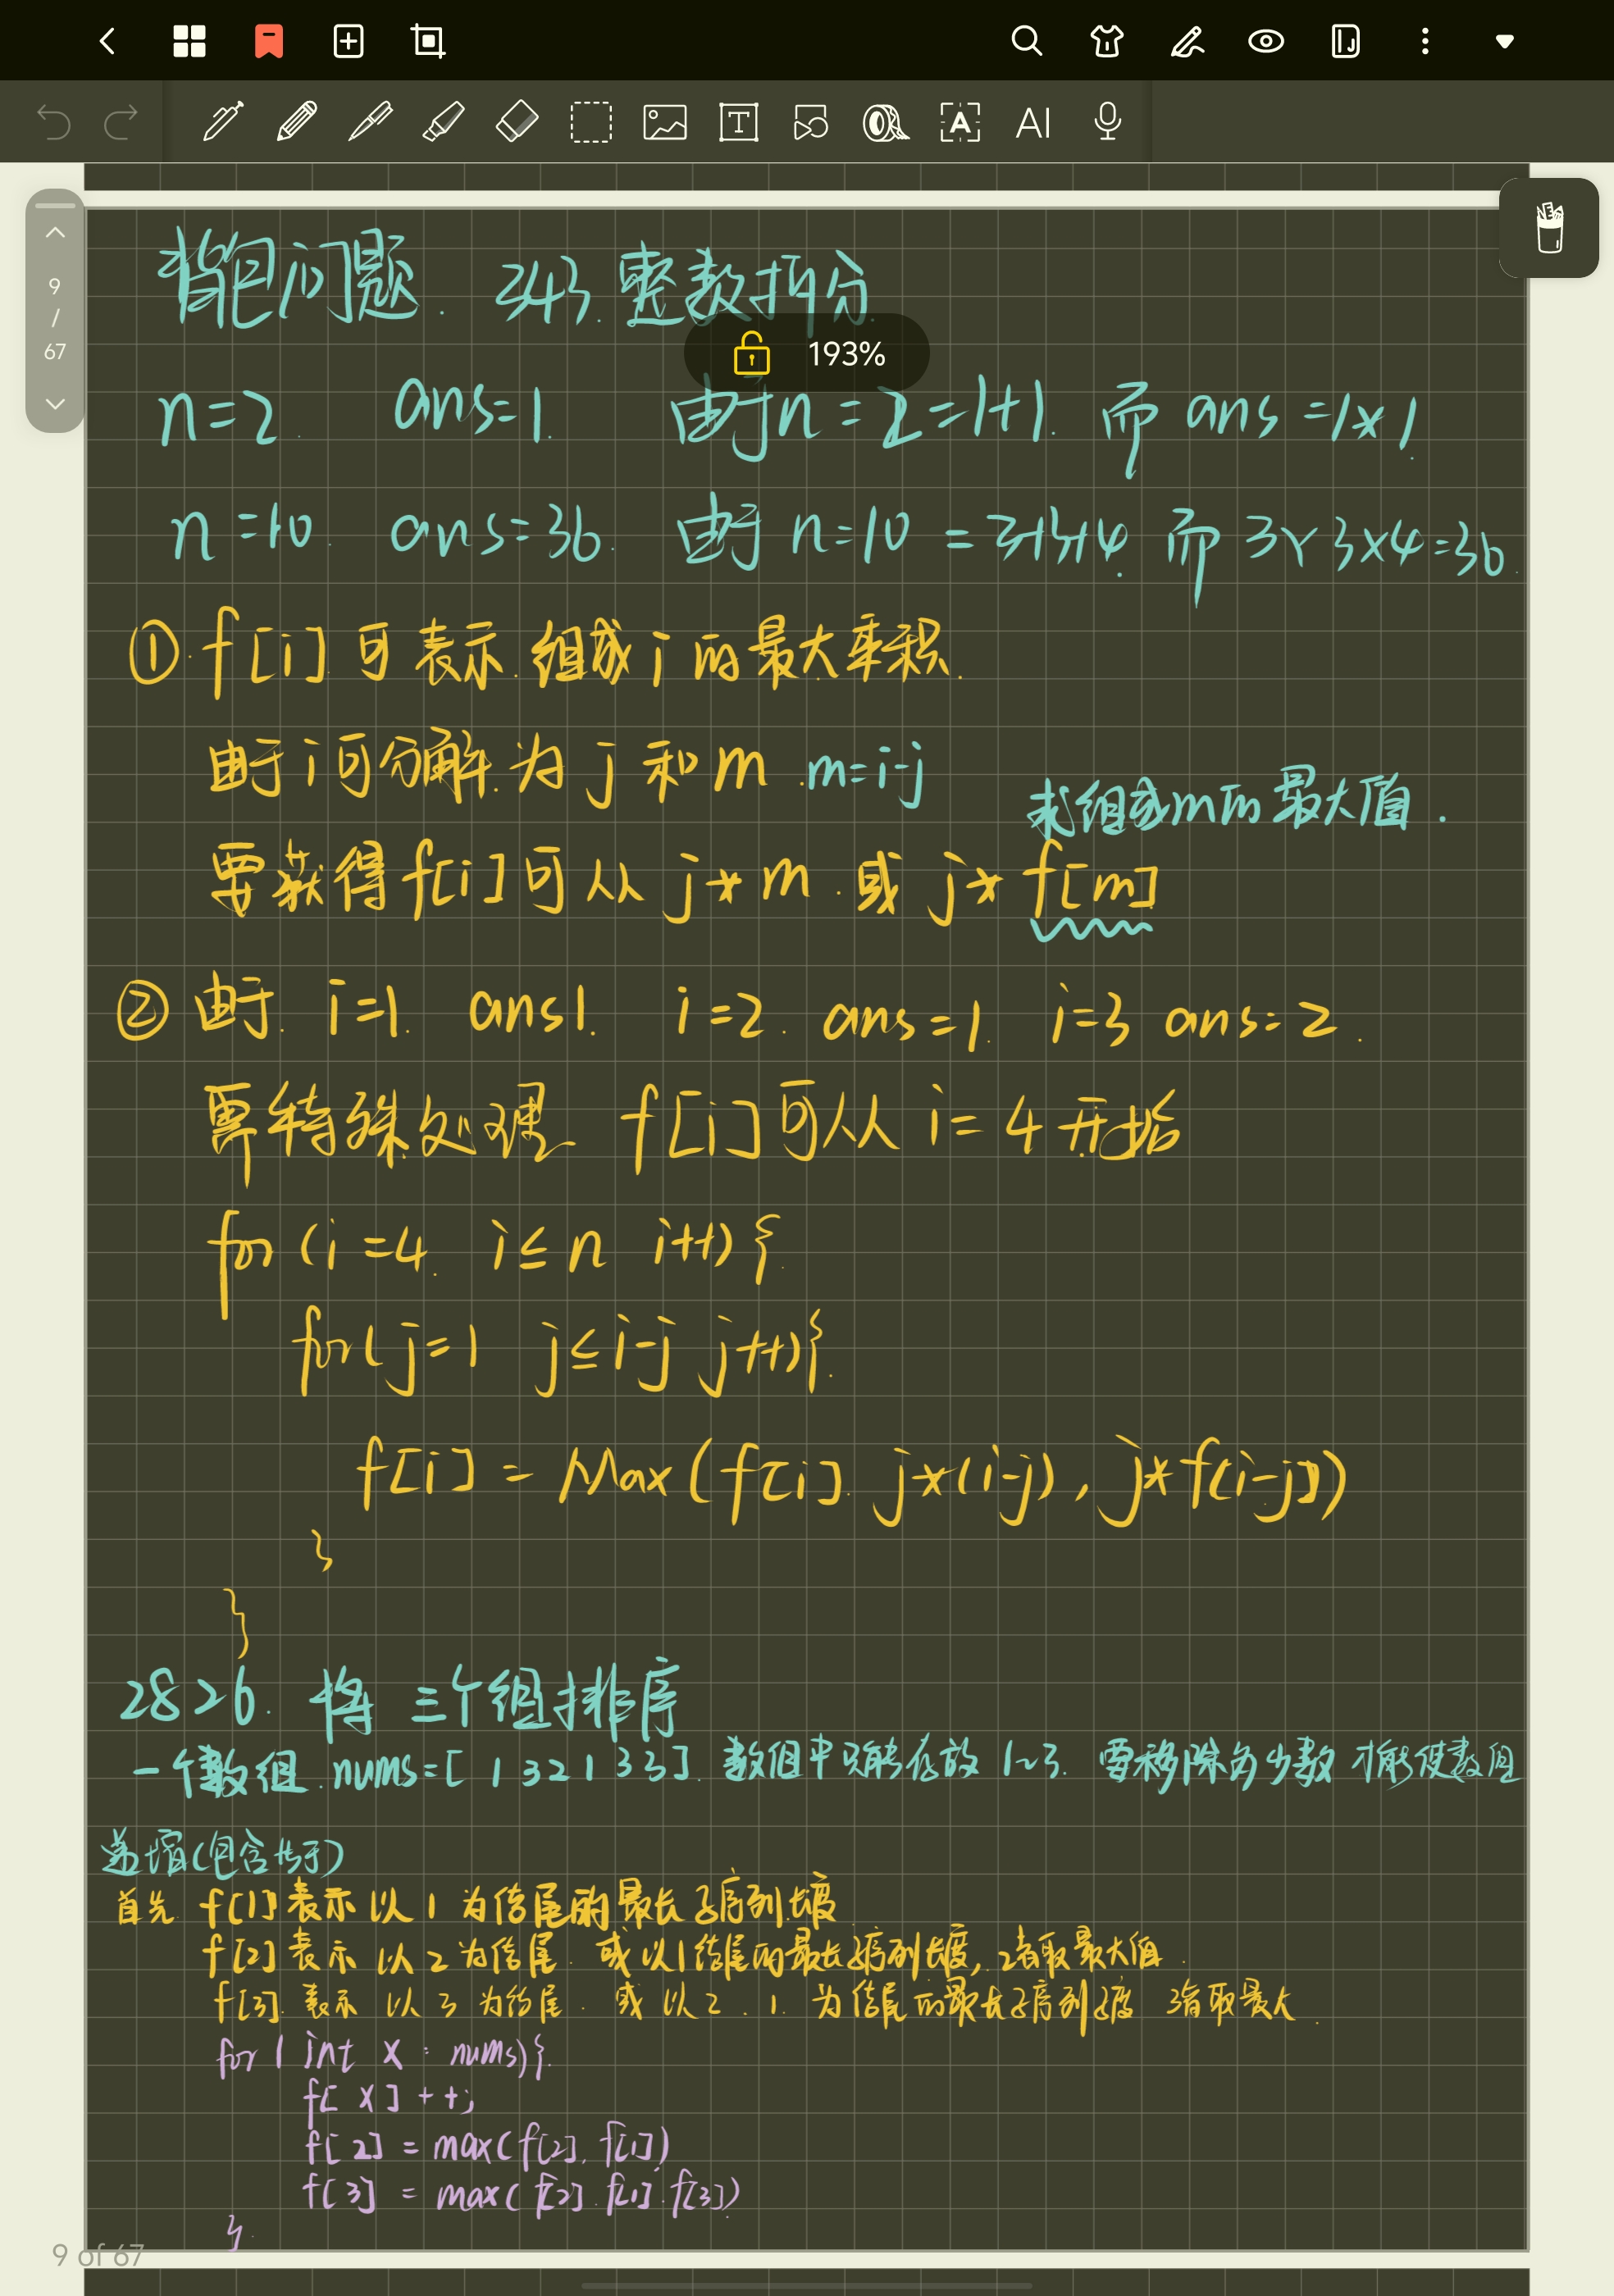 9
/
67
背包问题. 343. 整数拆分.
193%
n=2. ans=1. 由于n=2=1+1. 而 ans=1×1.
n=10. ans=36. 由于 n=10=3+3+4. 而 3×3×4=36.
①. f[i] 可表示. 组成 i 的最大乘积.
由于 i 可分解. 为 j 和 m. m=i-j
求组成m的最大值.
要获得 f[i] 可从 j*m. 或 j*f[m]
② 由于. i=1. ans1. i=2. ans=1. i=3 ans=2.
需特殊处理. f[i] 可从 i=4 开始
for (i=4. i≤n i++) {.
for( j=1 j≤i-j j++){.
f[i] = Max(f[i]. j*(i-j), j*f[i-j])
}
}
2826. 将 三个组排序
一个数组. nums=[ 1 3 2 1 3 3]. 数组中只能存放 1~3. 要移除多少数 才能使数组
递增(包含等于)
首先. f[1] 表示 以 1 为结尾的最长子序列长度
f[2] 表示 以 2 为结尾. 或以1结尾的最长子序列长度, 2者取最大值.
f[3]. 表示 以 3 为结尾. 或 以 2. 1. 为结尾的最长子序列长度 3者取最大.
for ( int x : nums){.
f[ x] ++;
f[ 2] = max(f[2], f[1])
f[ 3] = max( f[2]. f[1]. f[3])
}.
9 of 67